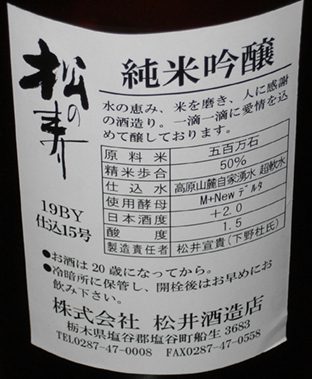 松の寿
純米吟醸
水の恵み、米を磨き、人に感謝
の酒造り。一滴一滴に愛情を込
めて醸しております。
原料米 五百万石
精米歩合 50%
仕込水 高原山麓自家湧水 超軟水
使用酵母 M+Newデルタ
日本酒度 +2.0
酸度 1.5
製造責任者 松井宣貴(下野杜氏)
19BY
仕込15号
●お酒は20歳になってから。
●冷暗所に保管し、開栓後はお早めにお
飲み下さい。
株式会社 松井酒造店
栃木県塩谷郡塩谷町船生3683
TEL0287-47-0008 FAX0287-47-0558